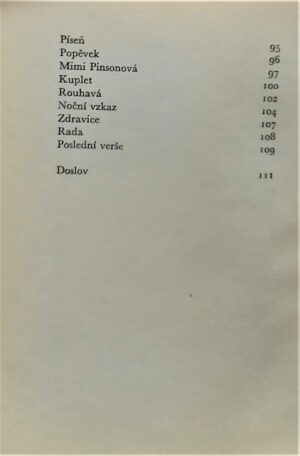 Píseň 95
Popěvek 96
Mimi Pinsonová 97
Kuplet 100
Rouhavá 102
Noční vzkaz 104
Zdravice 107
Rada 108
Poslední verše 109
Doslov 111